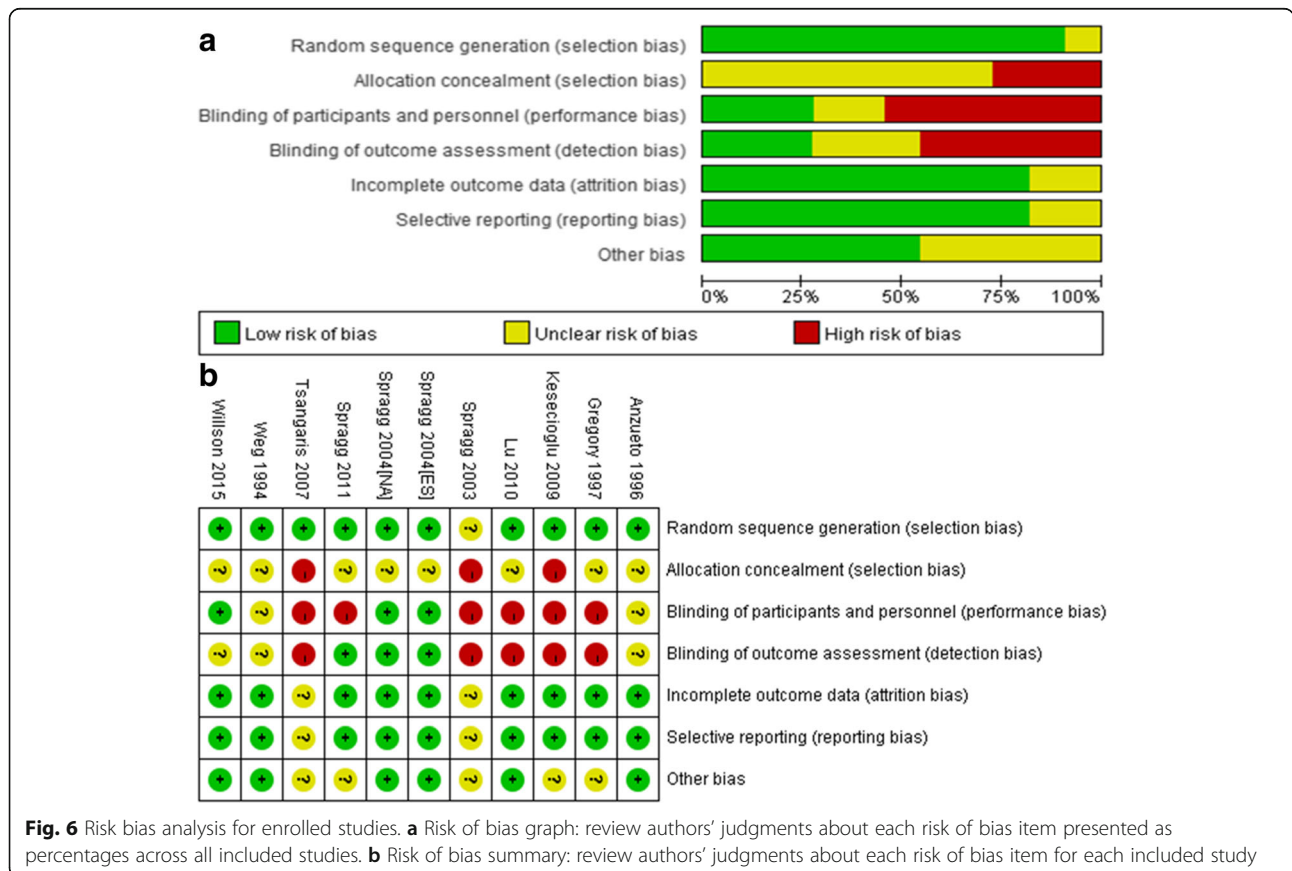 a
Random sequence generation (selection bias)
Allocation concealment (selection bias)
Blinding of participants and personnel (performance bias)
Blinding of outcome assessment (detection bias)
Incomplete outcome data (attrition bias)
Selective reporting (reporting bias)
Other bias
0% 25% 50% 75% 100%
Low risk of bias Unclear risk of bias High risk of bias
b
Willson 2015
Weg 1994
Tsangaris 2007
Spragg 2011
Spragg 2004[NA]
Spragg 2004[ES]
Spragg 2003
Lu 2010
Kesecioglu 2009
Gregory 1997
Anzueto 1996
+ + + + + + ? + + + + Random sequence generation (selection bias)
? ? - ? ? ? - ? - ? ? Allocation concealment (selection bias)
+ ? - - + + - - - - ? Blinding of participants and personnel (performance bias)
? ? - + + + - - - - ? Blinding of outcome assessment (detection bias)
+ + ? + + + ? + + + + Incomplete outcome data (attrition bias)
+ + ? + + + ? + + + + Selective reporting (reporting bias)
+ + ? ? + + ? + ? ? + Other bias
Fig. 6 Risk bias analysis for enrolled studies. a Risk of bias graph: review authors’ judgments about each risk of bias item presented as
percentages across all included studies. b Risk of bias summary: review authors’ judgments about each risk of bias item for each included study